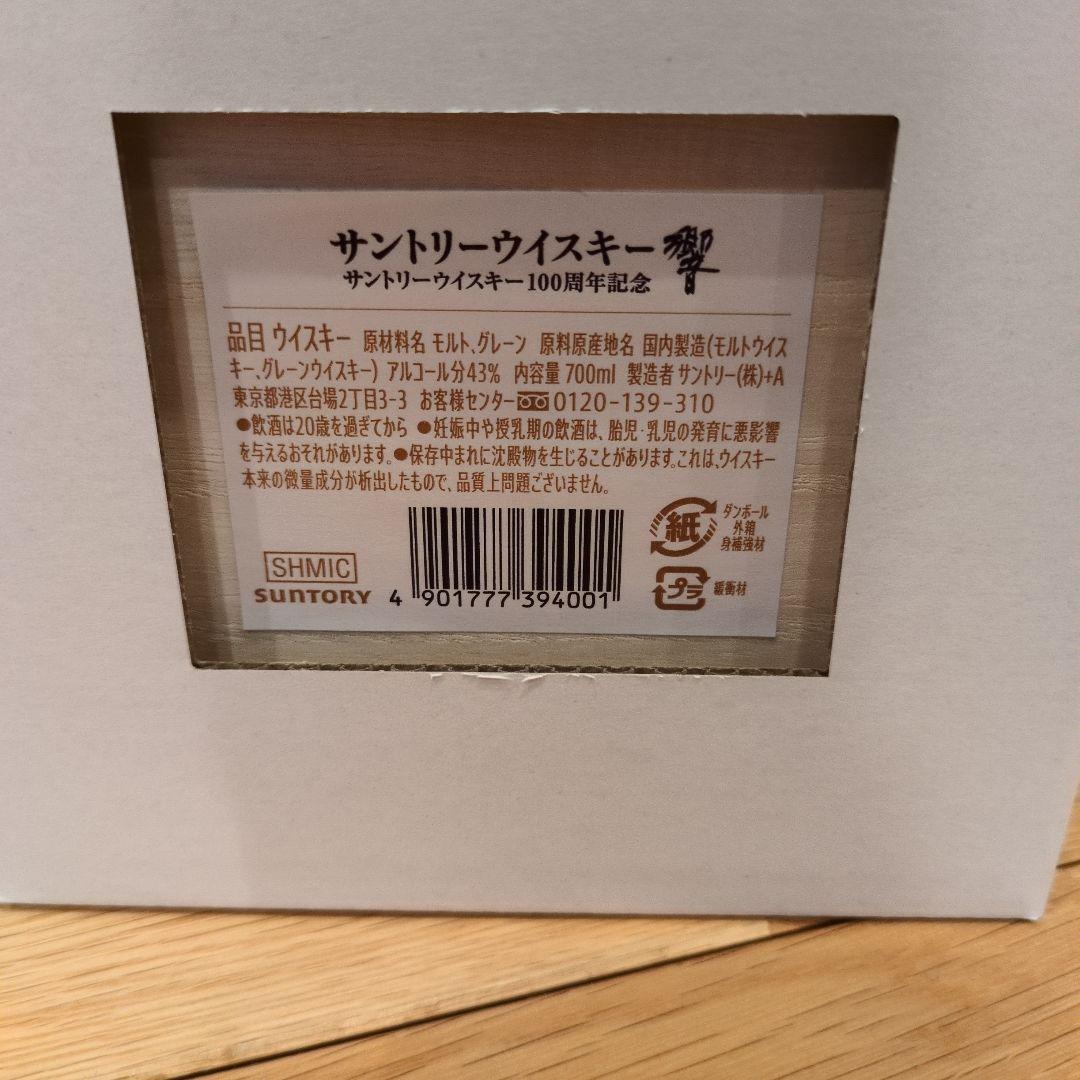 サントリーウイスキー 響
サントリーウイスキー100周年記念
品目 ウイスキー 原材料名 モルト、グレーン 原料原産地名 国内製造(モルトウイス
キー、グレーンウイスキー) アルコール分43% 内容量 700ml 製造者 サントリー(株)+A
東京都港区台場2丁目3-3 お客様センター 0120-139-310
●飲酒は20歳を過ぎてから ●妊娠中や授乳期の飲酒は、胎児・乳児の発育に悪影響
を与えるおそれがあります。●保存中まれに沈殿物を生じることがあります。これは、ウイスキー
本来の微量成分が析出したもので、品質上問題ございません。
紙
ダンボール
外箱
身補強材
SHMIC
SUNTORY
4 901777 394001
プラ
緩衝材